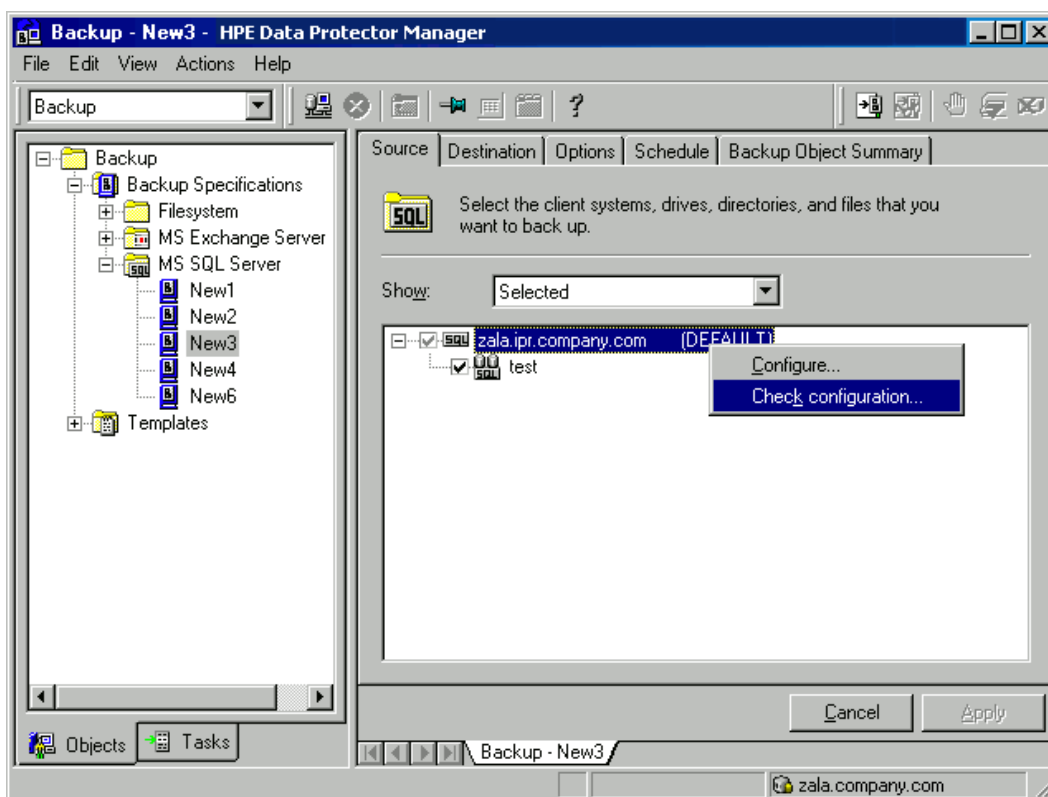 Backup - New3 - HPE Data Protector Manager
File Edit View Actions Help
Backup
?
Backup
Backup Specifications
Filesystem
MS Exchange Server
MS SQL Server
New1
New2
New3
New4
New6
Templates
Objects
Tasks
Source
Destination
Options
Schedule
Backup Object Summary
SQL
Select the client systems, drives, directories, and files that you
want to back up.
Show:
Selected
SQL zala.ipr.company.com (DEFAULT)
SQL test
Configure...
Check configuration...
Cancel
Apply
Backup - New3
zala.company.com